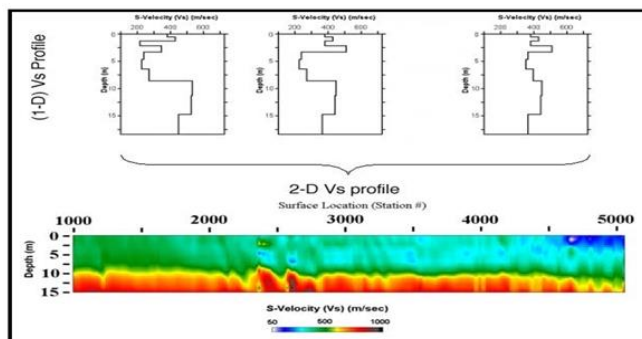 S-Velocity (Vs) (m/sec) S-Velocity (Vs) (m/sec) S-Velocity (Vs) (m/sec)
200 400 600 200 400 600 200 400 600
(1-D) Vs Profile
Depth (m) Depth (m) Depth (m)
0 0 0
5 5 5
10 10 10
15 15 15
2-D Vs profile
Surface Location (Station #)
1000 2000 3000 4000 5000
Depth (m)
0
5
10
15
S-Velocity (Vs) (m/sec)
50 500 1000